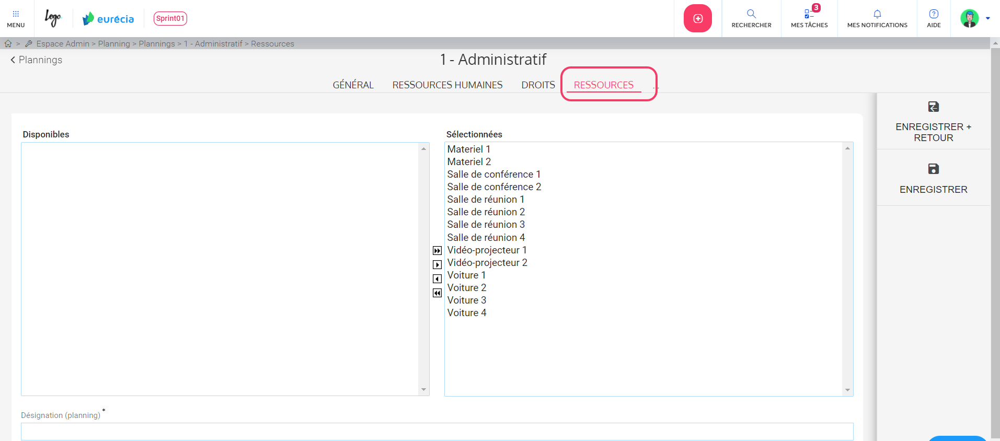 MENU
Logo
eurécia
Sprint01
RECHERCHER
3
MES TÂCHES
MES NOTIFICATIONS
AIDE
> Espace Admin > Planning > Plannings > 1 - Administratif > Ressources
Plannings
1 - Administratif
GÉNÉRAL
RESSOURCES HUMAINES
DROITS
RESSOURCES
...
ENREGISTRER +
RETOUR
ENREGISTRER
Disponibles
Sélectionnées
Materiel 1
Materiel 2
Salle de conférence 1
Salle de conférence 2
Salle de réunion 1
Salle de réunion 2
Salle de réunion 3
Salle de réunion 4
Vidéo-projecteur 1
Vidéo-projecteur 2
Voiture 1
Voiture 2
Voiture 3
Voiture 4
Désignation (planning) *